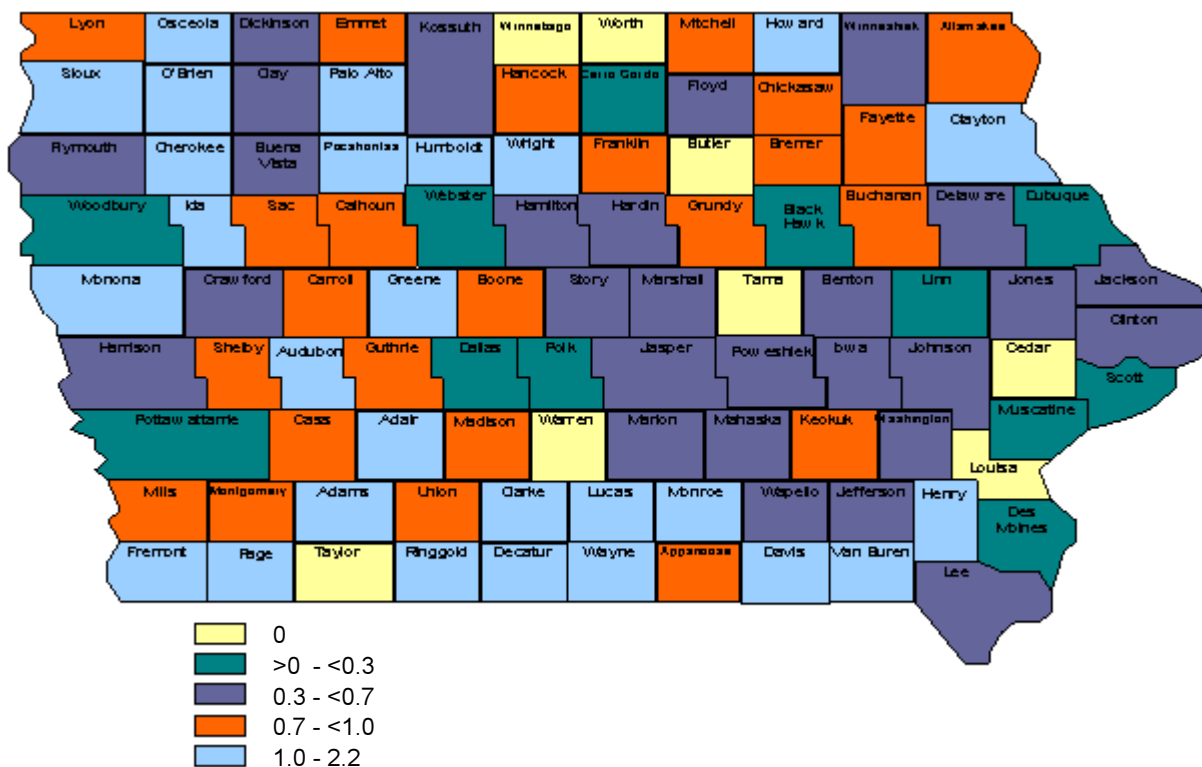 Lyon Osceola Dickinson Emmet Kossuth Winnebago Worth Mitchell Howard Winneshiek Allamakee
Sioux O'Brien Clay Palo Alto Hancock Cerro Gordo Floyd Chickasaw
Fayette Clayton
Plymouth Cherokee Buena Vista Pocahontas Humboldt Wright Franklin Butler Bremer
Woodbury Ida Sac Calhoun Webster Hamilton Hardin Grundy Black Hawk Buchanan Delaware Dubuque
Monona Crawford Carroll Greene Boone Story Marshall Tama Benton Linn Jones Jackson
Clinton
Harrison Shelby Audubon Guthrie Dallas Polk Jasper Poweshiek Iowa Johnson Cedar
Scott
Muscatine
Pottawattamie Cass Adair Madison Warren Marion Mahaska Keokuk Washington
Louisa
Mills Montgomery Adams Union Clarke Lucas Monroe Wapello Jefferson Henry
Des Moines
Fremont Page Taylor Ringgold Decatur Wayne Appanoose Davis Van Buren
Lee
0
>0 - <0.3
0.3 - <0.7
0.7 - <1.0
1.0 - 2.2